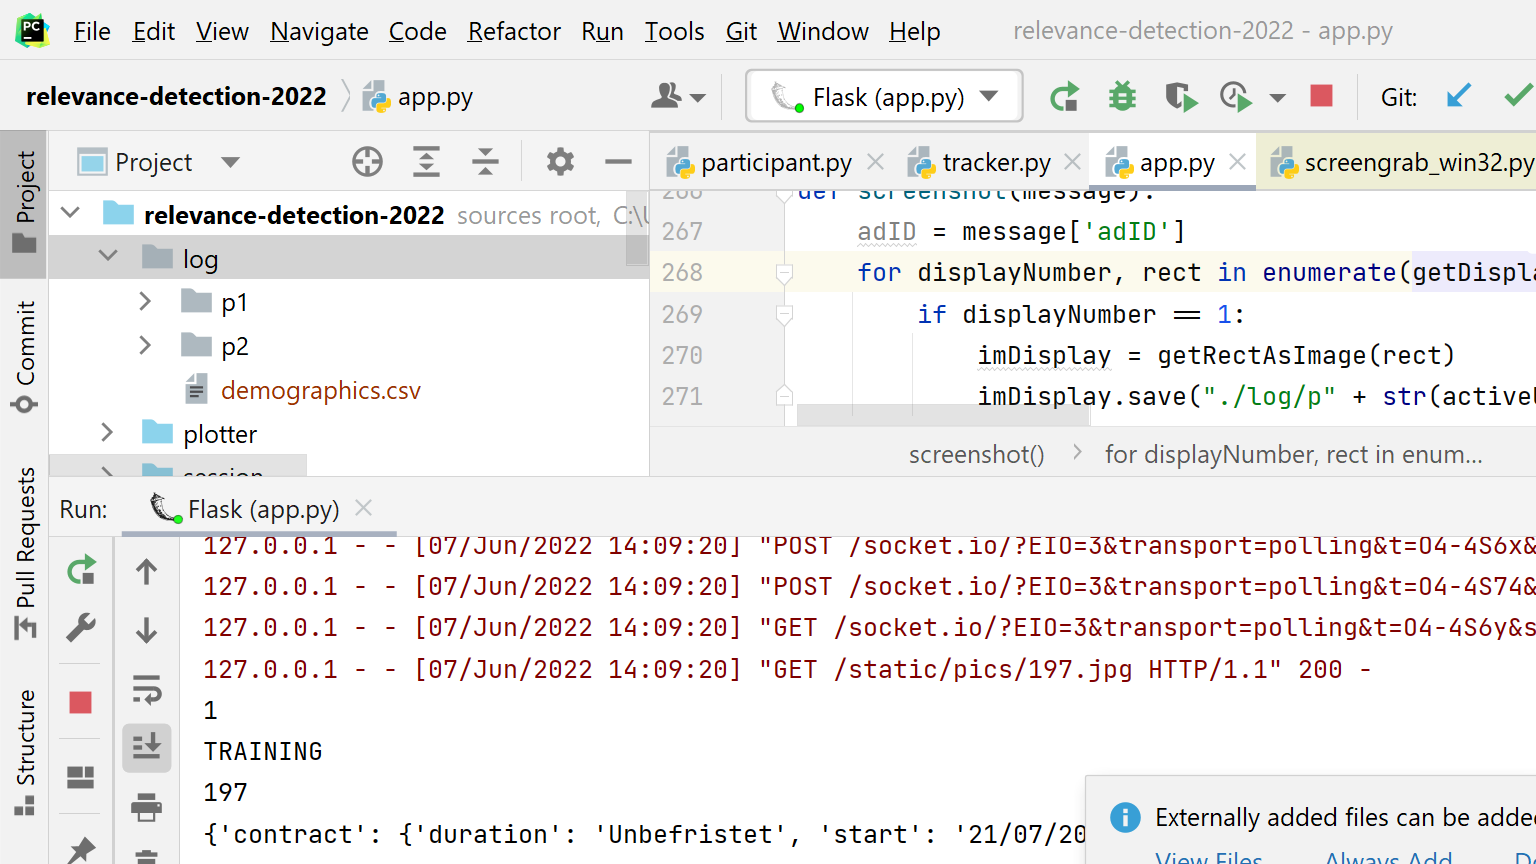 File Edit View Navigate Code Refactor Run Tools Git Window Help relevance-detection-2022 - app.py
relevance-detection-2022 app.py Flask (app.py) Git:
Project
participant.py tracker.py app.py screengrab_win32.py
relevance-detection-2022 sources root, C:\
log
p1
p2
demographics.csv
plotter
session
266 def screenshot(message):
267 adID = message['adID']
268 for displayNumber, rect in enumerate(getDispla
269 if displayNumber == 1:
270 imDisplay = getRectAsImage(rect)
271 imDisplay.save("./log/p" + str(active
screenshot() for displayNumber, rect in enum...
Project
Commit
Pull Requests
Structure
Run: Flask (app.py)
127.0.0.1 - - [07/Jun/2022 14:09:20] "POST /socket.io/?EIO=3&transport=polling&t=O4-4S6x&
127.0.0.1 - - [07/Jun/2022 14:09:20] "POST /socket.io/?EIO=3&transport=polling&t=O4-4S74&
127.0.0.1 - - [07/Jun/2022 14:09:20] "GET /socket.io/?EIO=3&transport=polling&t=O4-4S6y&s
127.0.0.1 - - [07/Jun/2022 14:09:20] "GET /static/pics/197.jpg HTTP/1.1" 200 -
1
TRAINING
197
{'contract': {'duration': 'Unbefristet', 'start': '21/07/20
Externally added files can be adde
View Files Always Add